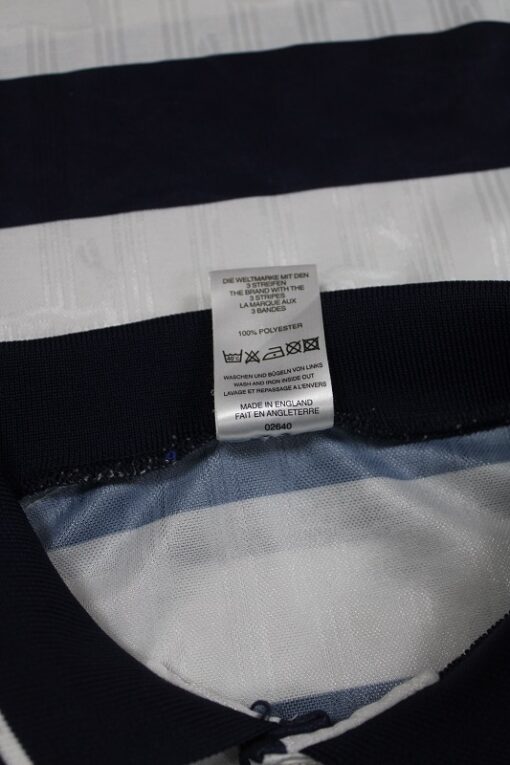 DIE WELTMARKE MIT DEN
3 STREIFEN
THE BRAND WITH THE
3 STRIPES
LA MARQUE AUX
3 BANDES
100% POLYESTER
40°C
WASCHEN UND BÜGELN VON LINKS
WASH AND IRON INSIDE OUT
LAVAGE ET REPASSAGE A L'ENVERS
MADE IN ENGLAND
FAIT EN ANGLETERRE
02640